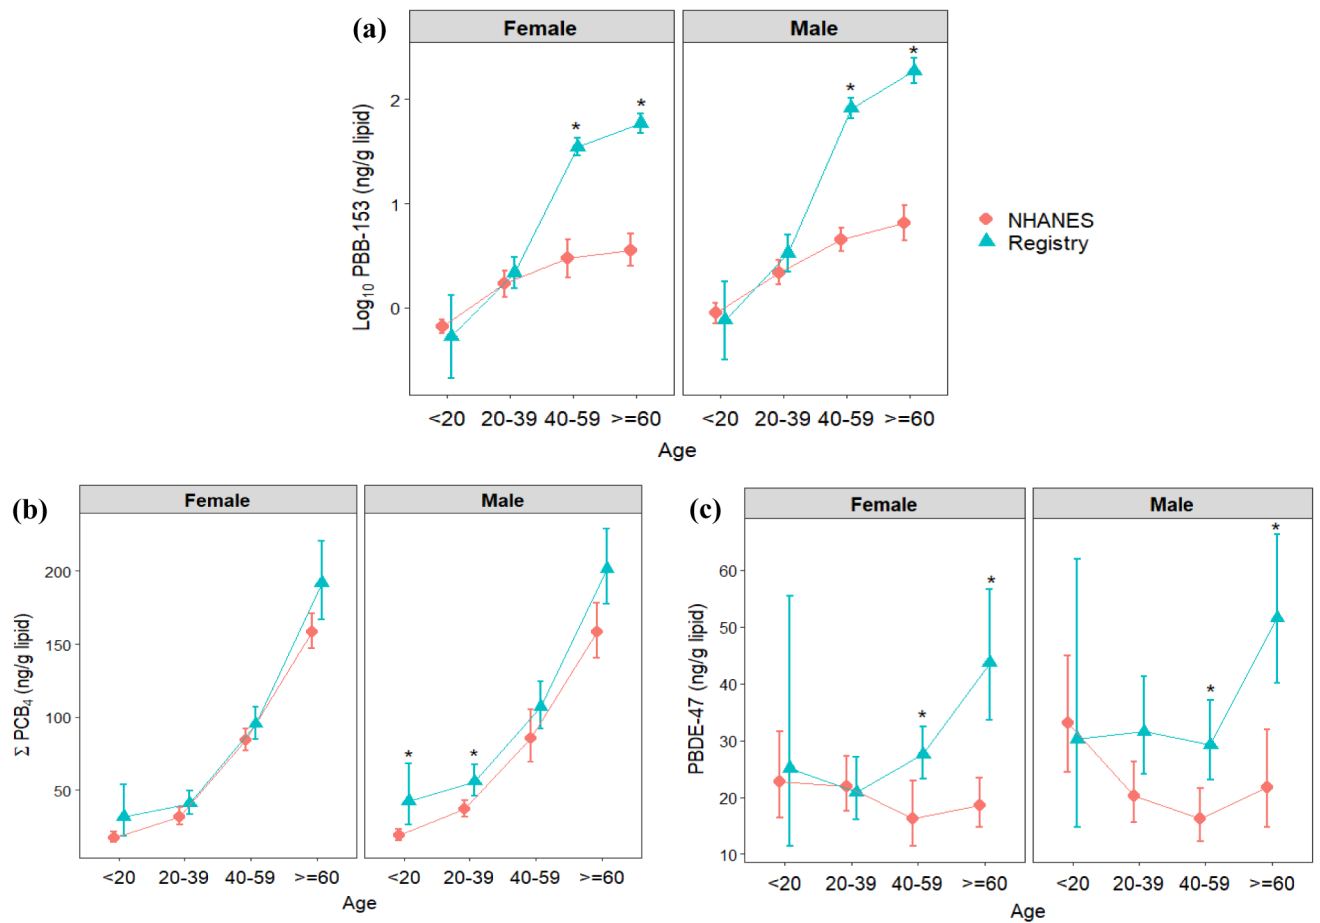 (a)
Female Male
* *
* *
Log₁₀ PBB-153 (ng/g lipid)
2
1
0
NHANES
Registry
<20 20-39 40-59 >=60 <20 20-39 40-59 >=60
Age
(b)
Female Male
Σ PCB₄ (ng/g lipid)
200
150
100
50
* *
<20 20-39 40-59 >=60 <20 20-39 40-59 >=60
Age
(c)
Female Male
PBDE-47 (ng/g lipid)
60
50
40
30
20
10
* *
* *
<20 20-39 40-59 >=60 <20 20-39 40-59 >=60
Age